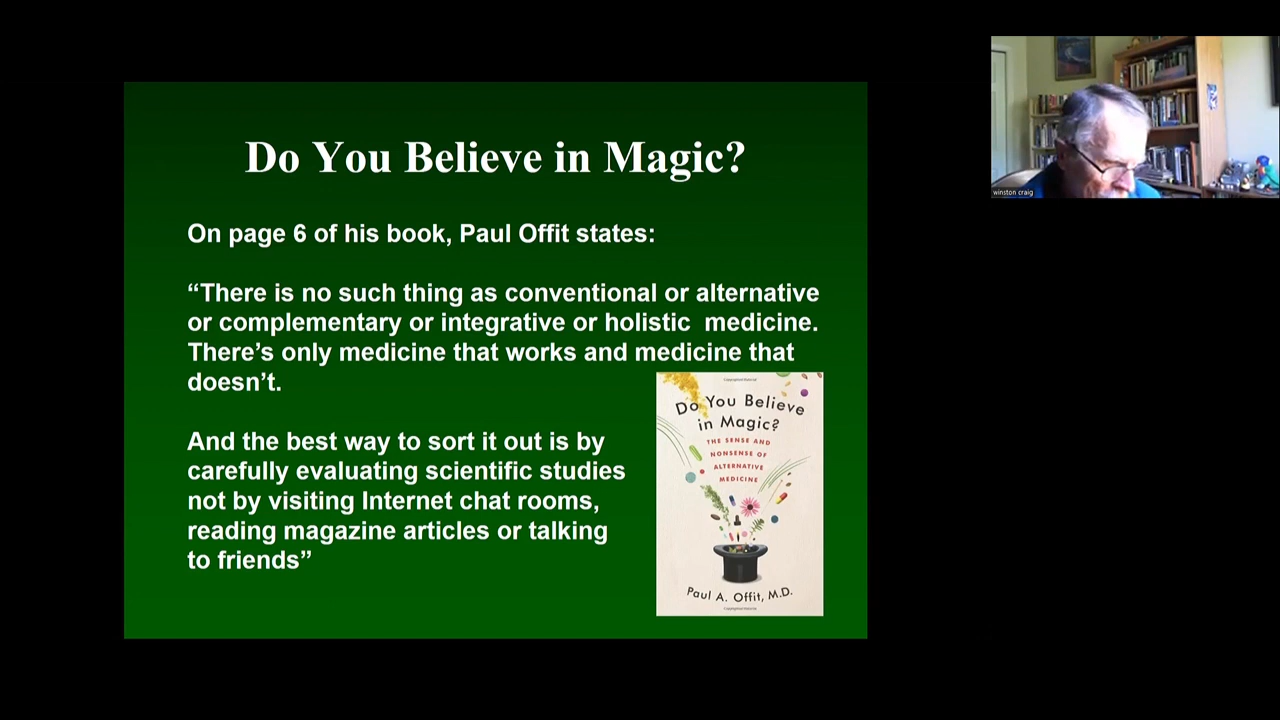 Do You Believe in Magic?
On page 6 of his book, Paul Offit states:
“There is no such thing as conventional or alternative
or complementary or integrative or holistic  medicine.
There’s only medicine that works and medicine that
doesn’t.
And the best way to sort it out is by
carefully evaluating scientific studies
not by visiting Internet chat rooms,
reading magazine articles or talking
to friends”
Copyrighted Material
Do You Believe
in Magic?
THE SENSE AND
NONSENSE OF
ALTERNATIVE
MEDICINE
Paul A. Offit, M.D.
Copyrighted Material
winston craig